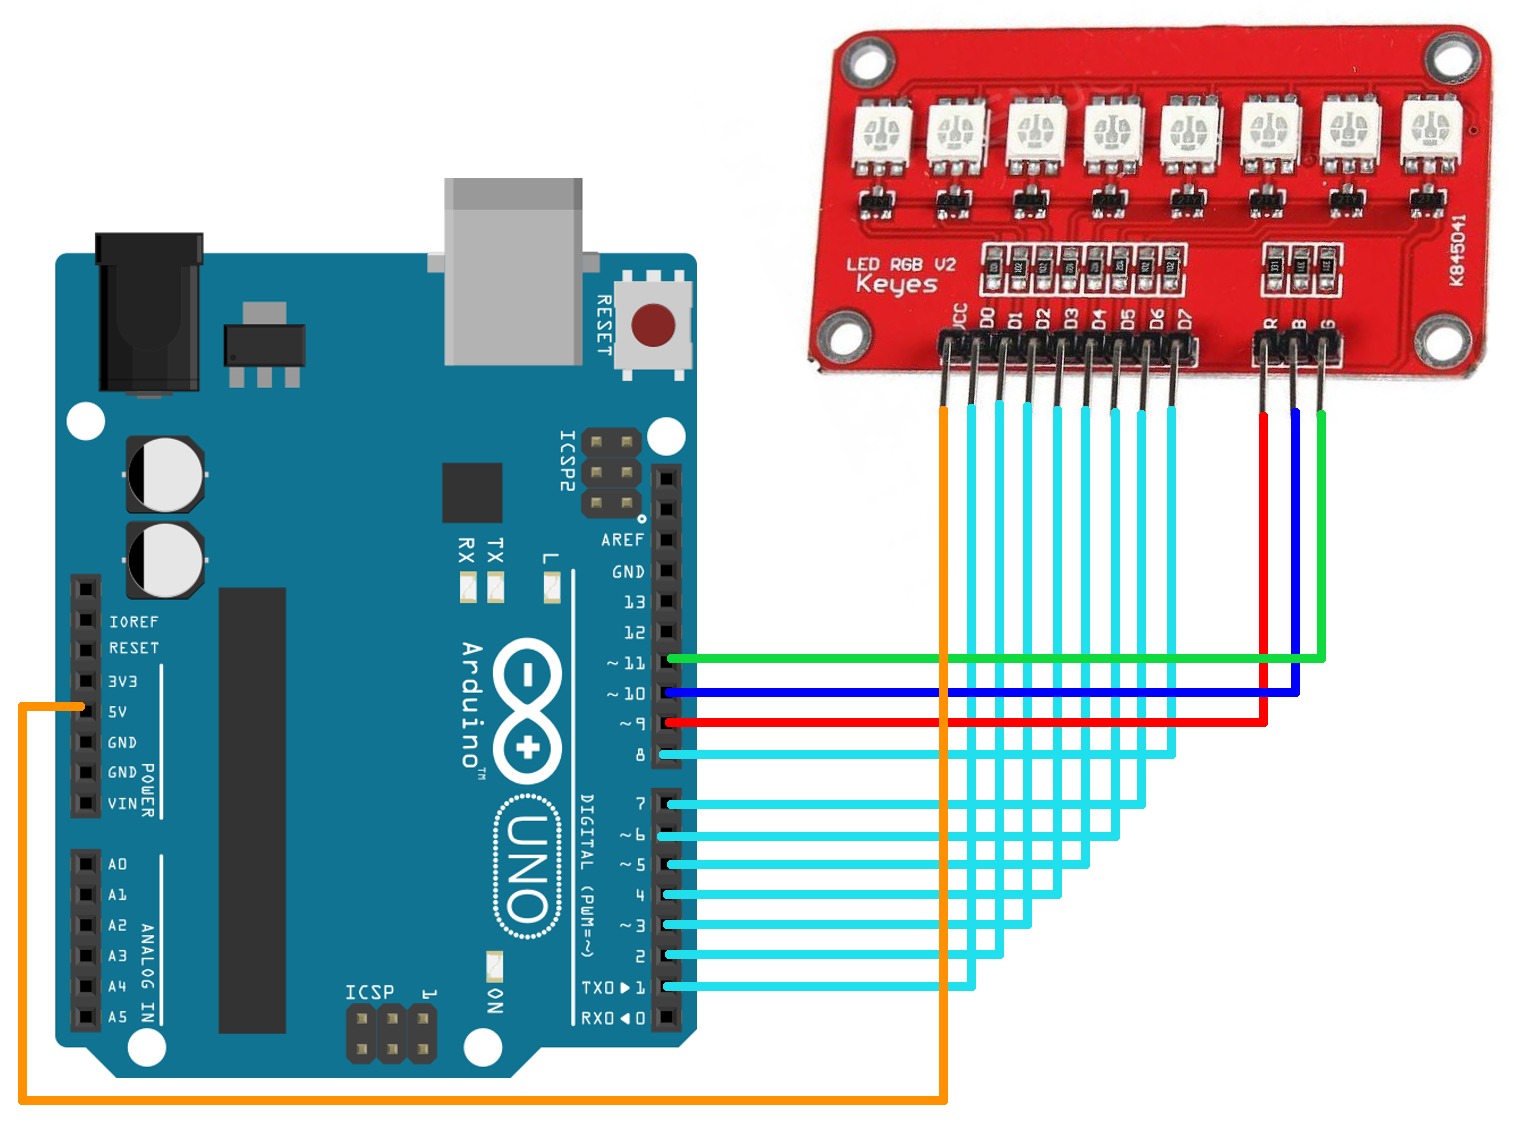 LED RGB V2
Keyes
K845041
VCC
D0
D1
D2
D3
D4
D5
D6
D7
R
B
G
RESET
ICSP2
RX
TX
L
AREF
GND
13
12
~11
~10
~9
8
7
~6
~5
4
~3
2
TX0▶1
RX0◀0
DIGITAL (PWM=~)
Arduino™
UNO
IOREF
RESET
3V3
5V
GND
GND
VIN
POWER
A0
A1
A2
A3
A4
A5
ANALOG IN
ICSP
1
ON